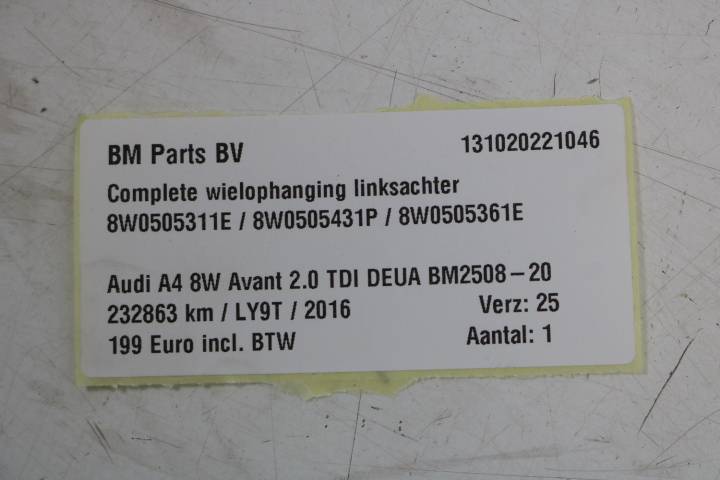 BM Parts BV 131020221046
Complete wielophanging linksachter
8W0505311E / 8W0505431P / 8W0505361E
Audi A4 8W Avant 2.0 TDI DEUA BM2508 – 20
232863 km / LY9T / 2016 Verz: 25
199 Euro incl. BTW Aantal: 1